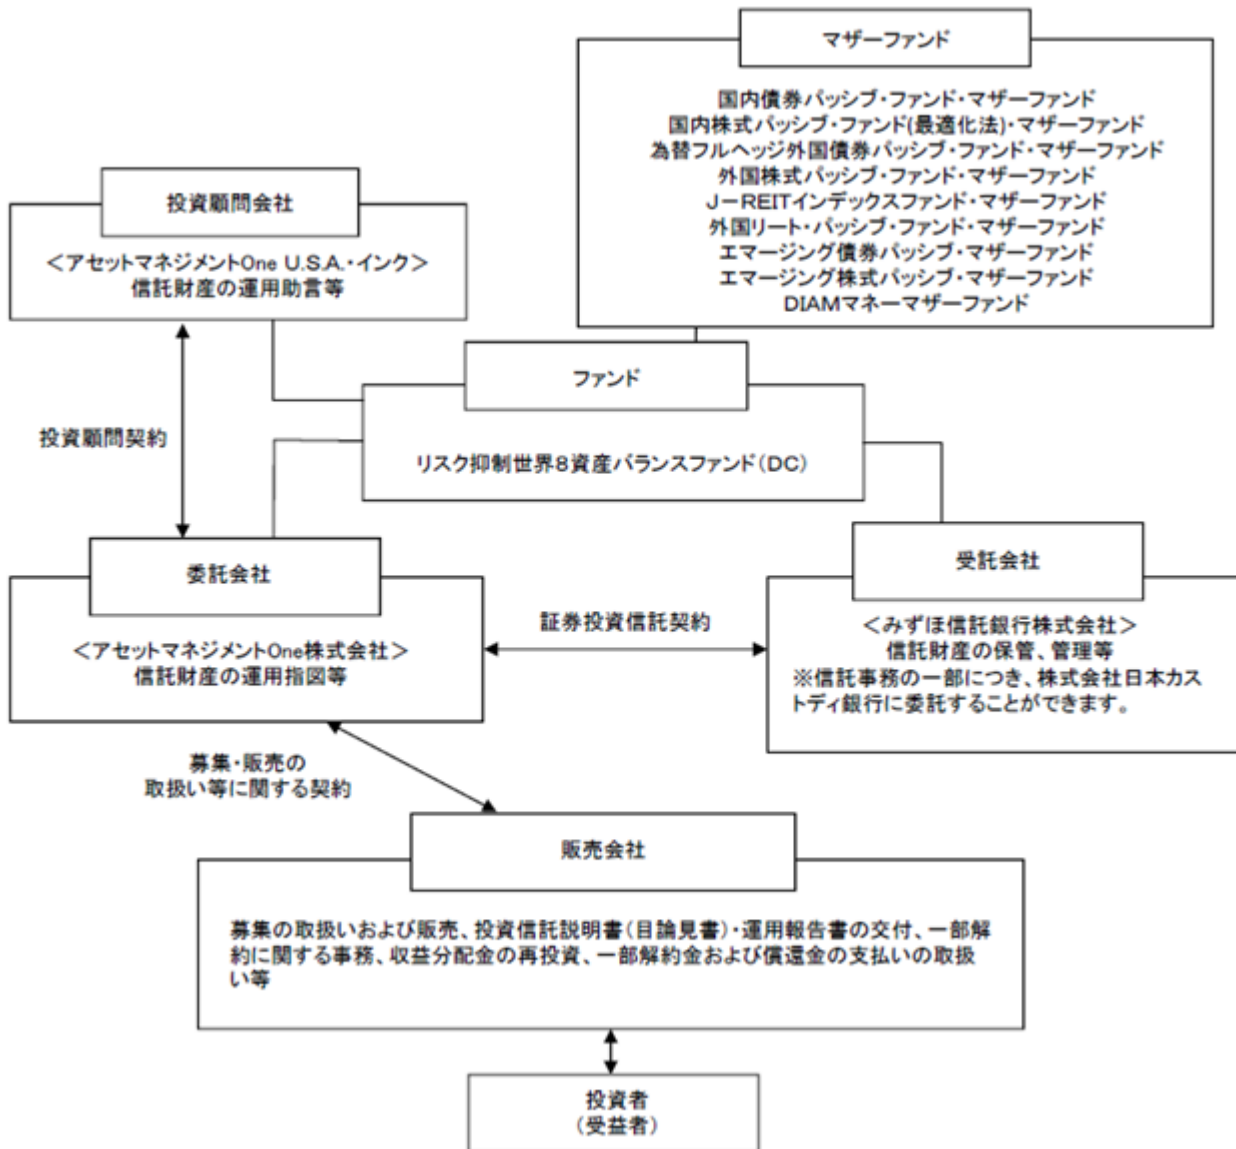 マザーファンド
国内債券パッシブ・ファンド・マザーファンド
国内株式パッシブ・ファンド(最適化法)・マザーファンド
為替フルヘッジ外国債券パッシブ・ファンド・マザーファンド
外国株式パッシブ・ファンド・マザーファンド
J－REITインデックスファンド・マザーファンド
外国リート・パッシブ・ファンド・マザーファンド
エマージング債券パッシブ・マザーファンド
エマージング株式パッシブ・マザーファンド
DIAMマネーマザーファンド
投資顧問会社
＜アセットマネジメントOne U.S.A.・インク＞
信託財産の運用助言等
ファンド
リスク抑制世界8資産バランスファンド（DC）
投資顧問契約
委託会社
＜アセットマネジメントOne株式会社＞
信託財産の運用指図等
証券投資信託契約
受託会社
＜みずほ信託銀行株式会社＞
信託財産の保管、管理等
※信託事務の一部につき、株式会社日本カス
トディ銀行に委託することができます。
募集・販売の
取扱い等に関する契約
販売会社
募集の取扱いおよび販売、投資信託説明書（目論見書）・運用報告書の交付、一部解
約に関する事務、収益分配金の再投資、一部解約金および償還金の支払いの取扱
い等
投資者
（受益者）